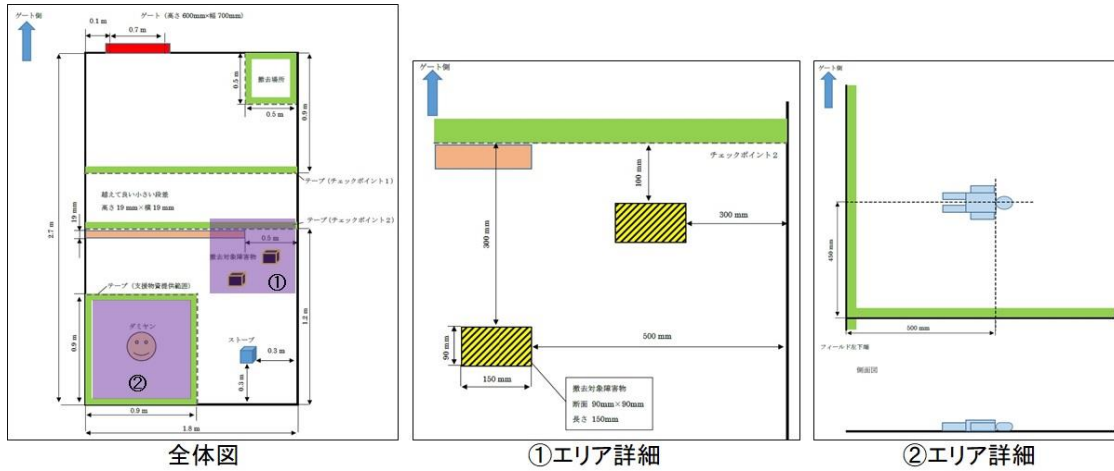 ゲート側
ゲート（高さ 600mm×幅 700mm）
0.1 m
0.7 m
撤去場所
0.5 m
0.5 m
0.9 m
テープ（チェックポイント1）
越えて良い小さい段差
高さ 19 mm×横 19 mm
テープ（チェックポイント2）
19 mm
2.7 m
0.5 m
撤去対象障害物
①
テープ（支援物資提供範囲）
1.2 m
ダミヤン
②
0.9 m
ストーブ
0.3 m
0.3 m
0.9 m
1.8 m
全体図
ゲート側
チェックポイント2
100 mm
300 mm
300 mm
500 mm
90 mm
150 mm
撤去対象障害物
断面 90mm×90mm
長さ 150mm
①エリア詳細
ゲート側
450 mm
500 mm
フィールド左下端
側面図
②エリア詳細